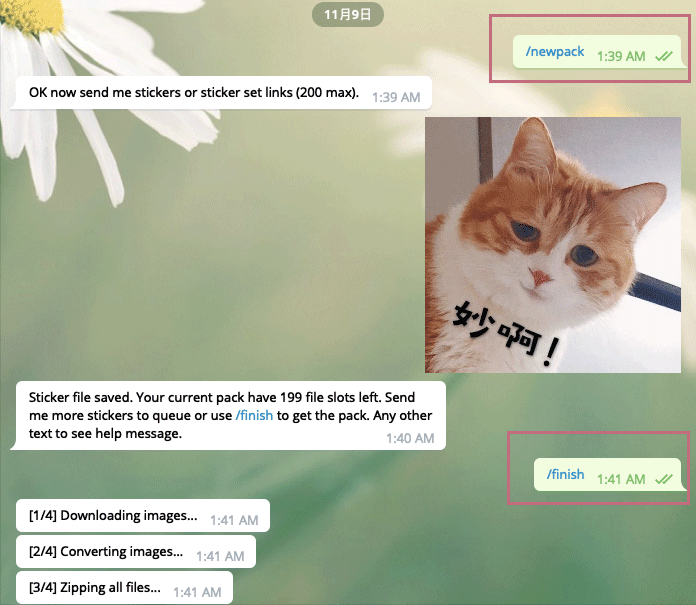 11月9日
/newpack 1:39 AM
OK now send me stickers or sticker set links (200 max). 1:39 AM
妙啊!
Sticker file saved. Your current pack have 199 file slots left. Send
me more stickers to queue or use /finish to get the pack. Any other
text to see help message. 1:40 AM
/finish 1:41 AM
[1/4] Downloading images... 1:41 AM
[2/4] Converting images... 1:41 AM
[3/4] Zipping all files... 1:41 AM